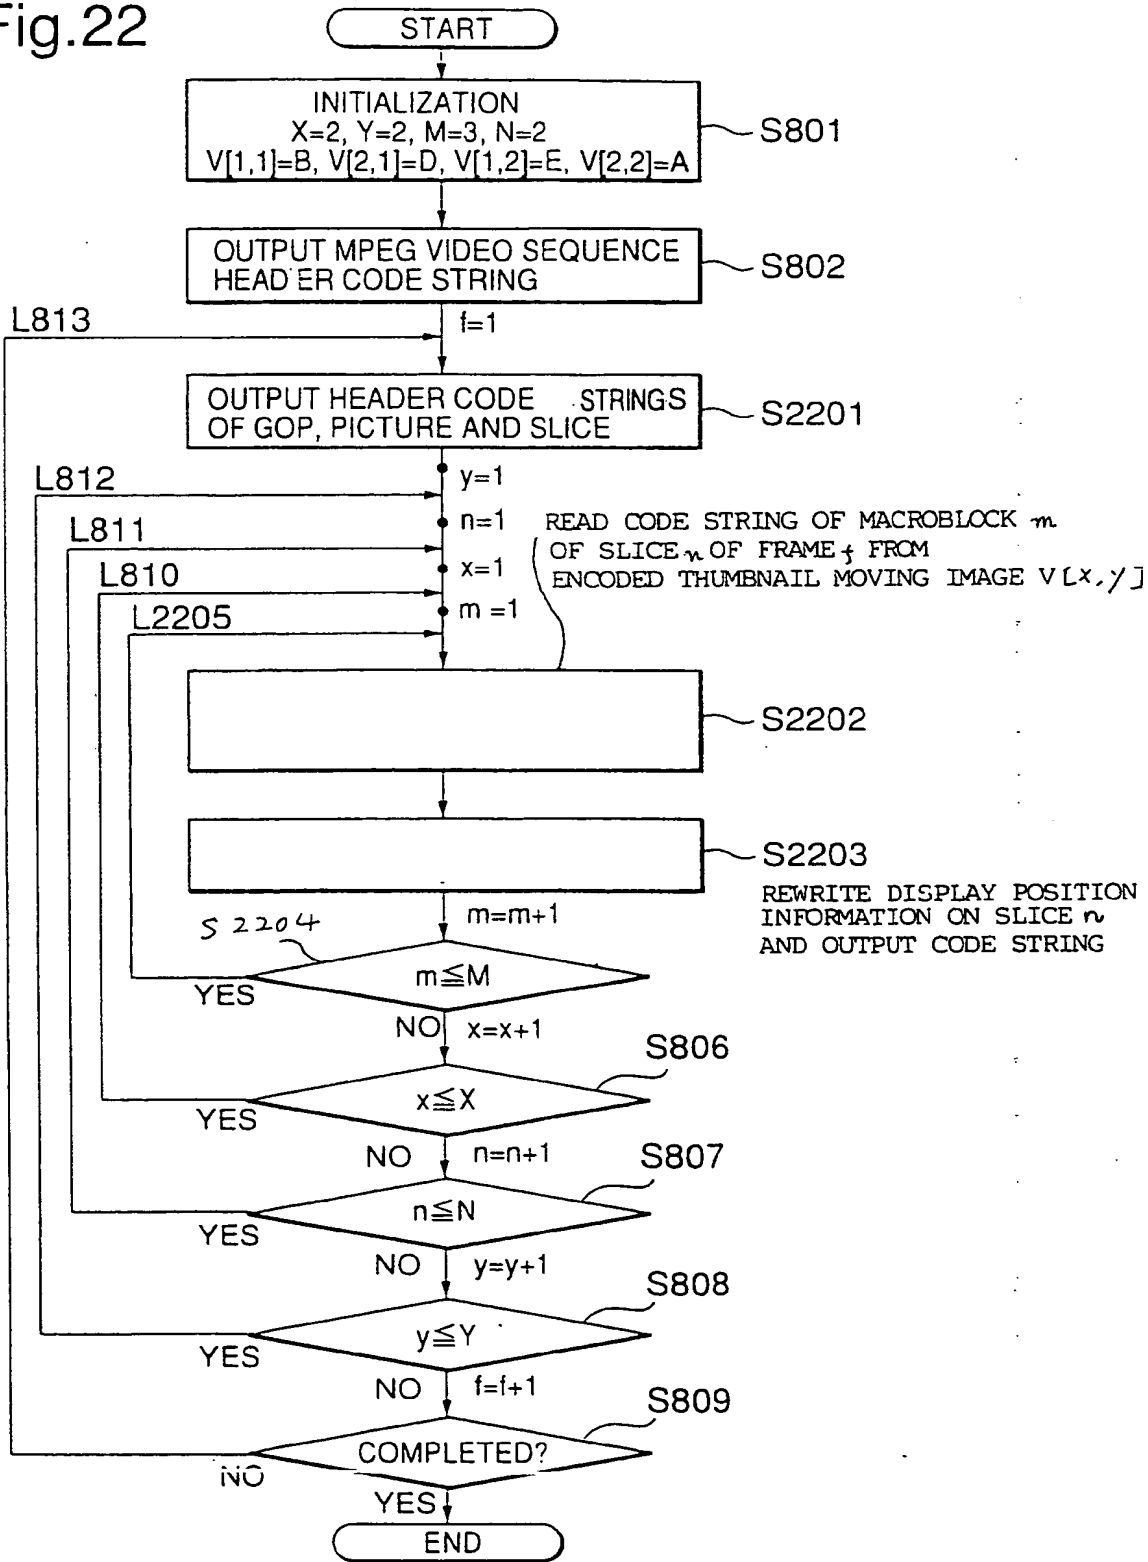 Fig.22
START
INITIALIZATION
X=2, Y=2, M=3, N=2
V[1,1]=B, V[2,1]=D, V[1,2]=E, V[2,2]=A
S801
OUTPUT MPEG VIDEO SEQUENCE
HEADER CODE STRING
S802
L813
f=1
OUTPUT HEADER CODE STRINGS
OF GOP, PICTURE AND SLICE
S2201
L812
y=1
L811
n=1
READ CODE STRING OF MACROBLOCK m
OF SLICE n OF FRAME f FROM
ENCODED THUMBNAIL MOVING IMAGE V[x,y]
L810
x=1
L2205
m =1
S2202
S2203
REWRITE DISPLAY POSITION
INFORMATION ON SLICE n
AND OUTPUT CODE STRING
m=m+1
S 2204
m≦M
YES
NO
x=x+1
S806
x≦X
YES
NO
n=n+1
S807
n≦N
YES
NO
y=y+1
S808
y≦Y
YES
NO
f=f+1
S809
COMPLETED?
NO
YES
END